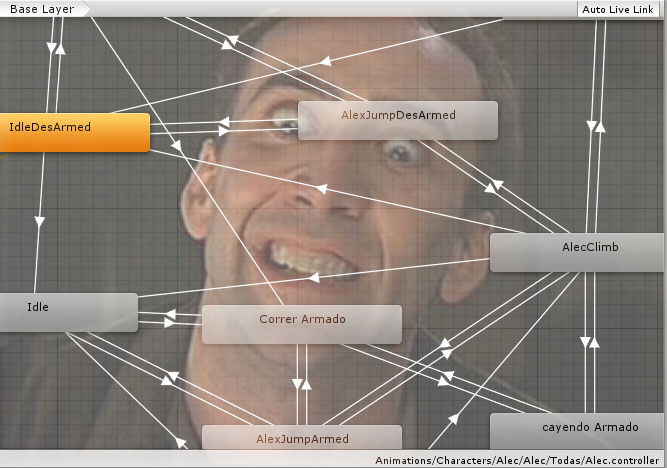 Base Layer
Auto Live Link
AlexJumpDesArmed
IdleDesArmed
AlecClimb
Idle
Correr Armado
cayendo Armado
AlexJumpArmed
Animations/Characters/Alec/Alec/Todas/Alec.controller